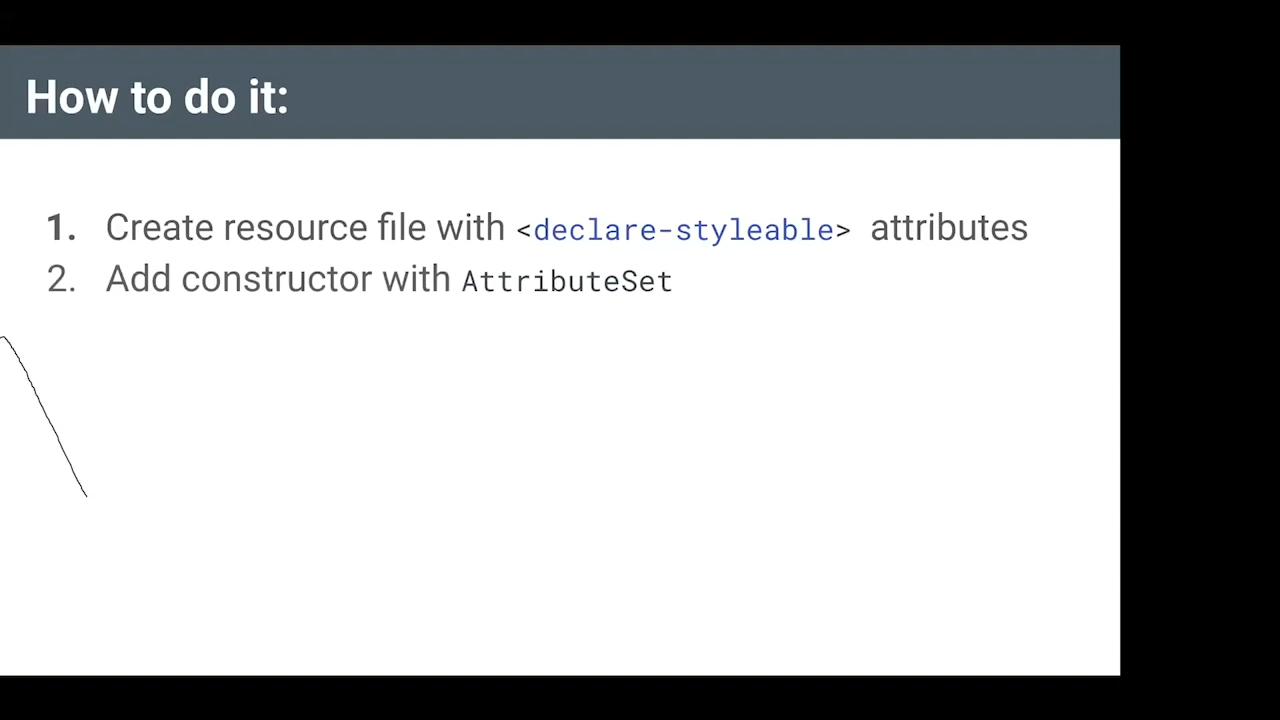 How to do it:
1. Create resource file with <declare-styleable> attributes
2. Add constructor with AttributeSet